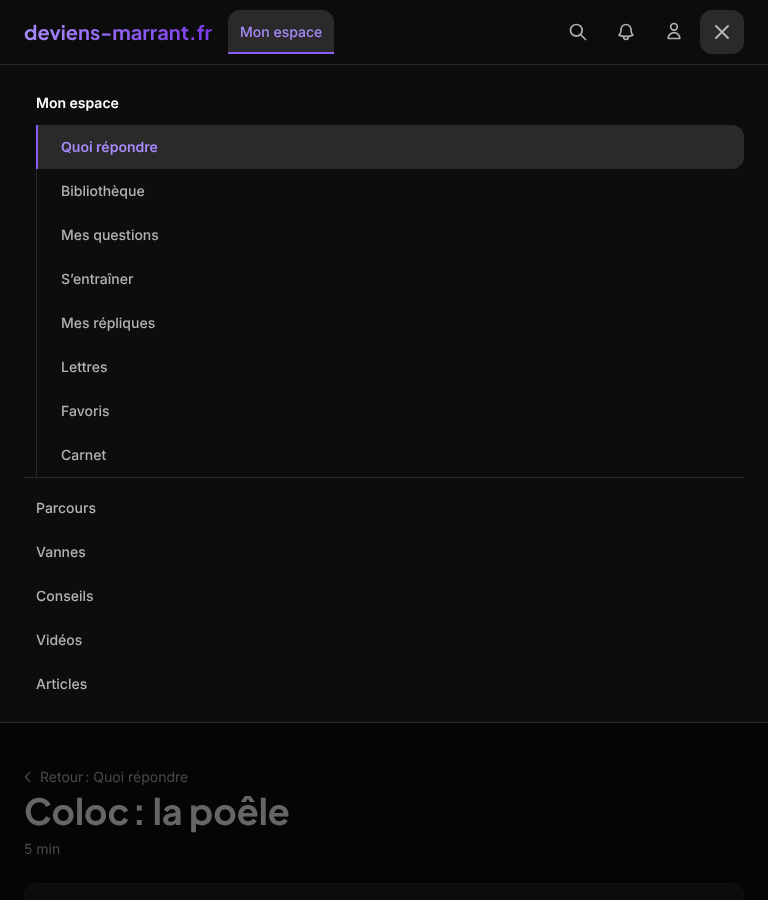 deviens-marrant.fr
Mon espace
Mon espace
Quoi répondre
Bibliothèque
Mes questions
S’entraîner
Mes répliques
Lettres
Favoris
Carnet
Parcours
Vannes
Conseils
Vidéos
Articles
Retour : Quoi répondre
Coloc : la poêle
5 min